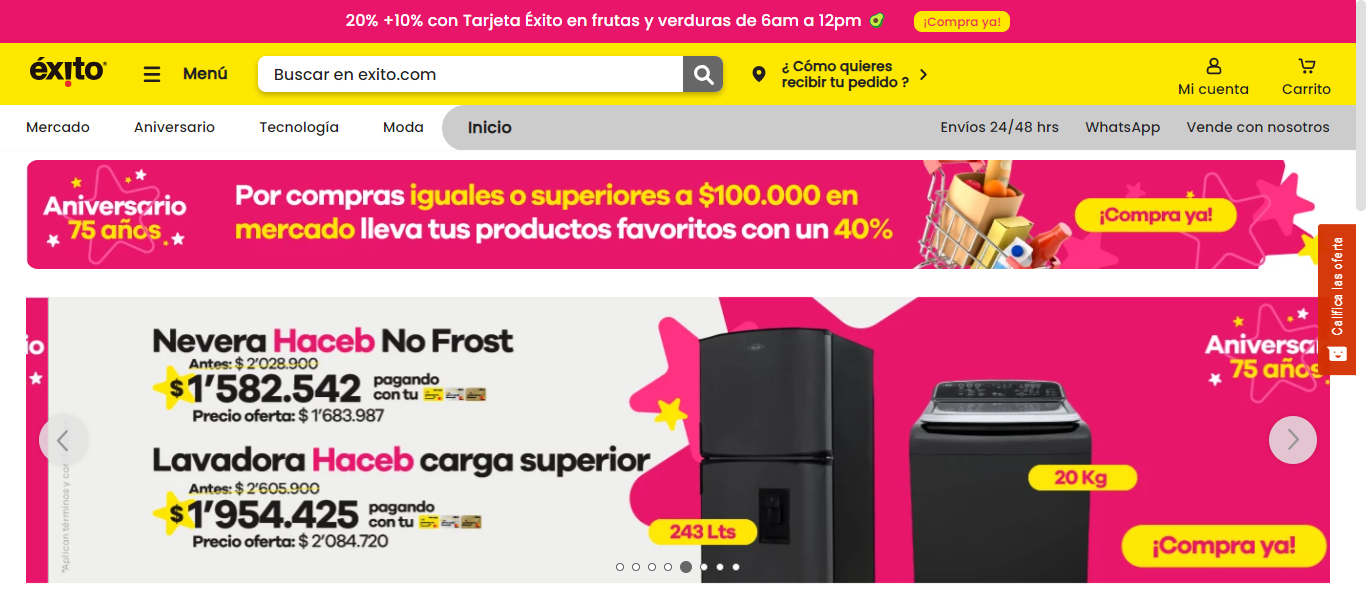 20% +10% con Tarjeta Éxito en frutas y verduras de 6am a 12pm
¡Compra ya!
éxito
Menú
Buscar en exito.com
¿ Cómo quieres
recibir tu pedido ?
Mi cuenta
Carrito
Mercado
Aniversario
Tecnología
Moda
Inicio
Envíos 24/48 hrs
WhatsApp
Vende con nosotros
Aniversario
75 años
Por compras iguales o superiores a $100.000 en
mercado lleva tus productos favoritos con un 40%
¡Compra ya!
Califica las oferta
io
Nevera Haceb No Frost
Antes: $ 2'028.900
$1'582.542
pagando
con tu
Precio oferta: $ 1'683.987
Lavadora Haceb carga superior
Antes: $ 2'605.900
$1'954.425
pagando
con tu
Precio oferta: $ 2'084.720
*Aplican términos y con
243 Lts
20 Kg
Aniversa
75 años
¡Compra ya!